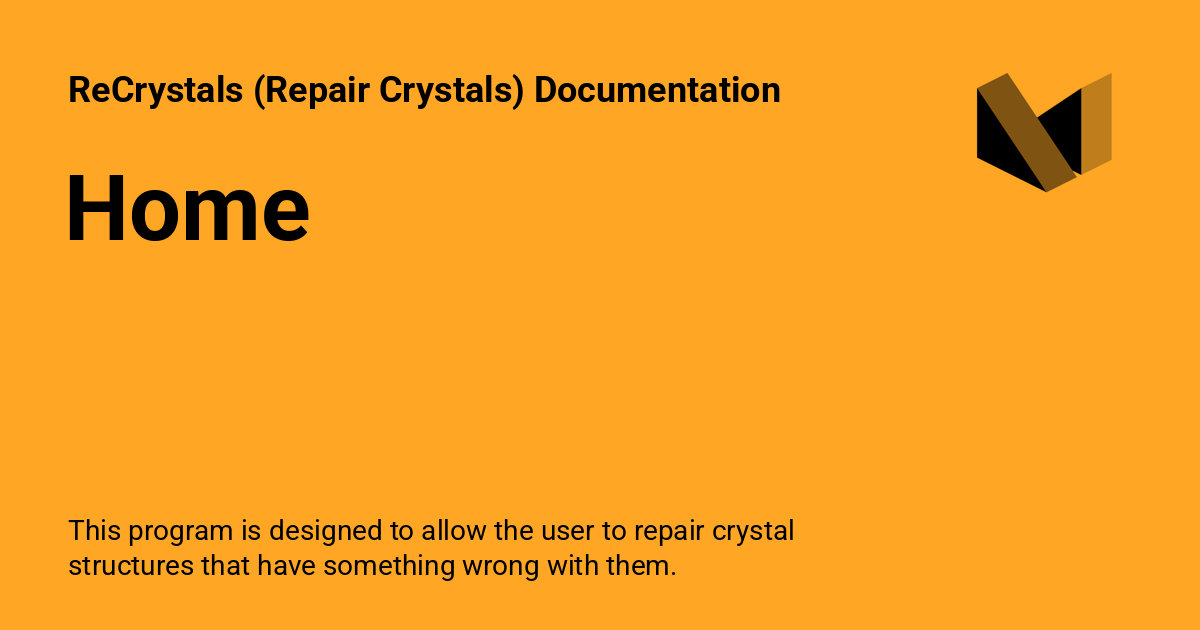 ReCrystals (Repair Crystals) Documentation
Home
This program is designed to allow the user to repair crystal
structures that have something wrong with them.